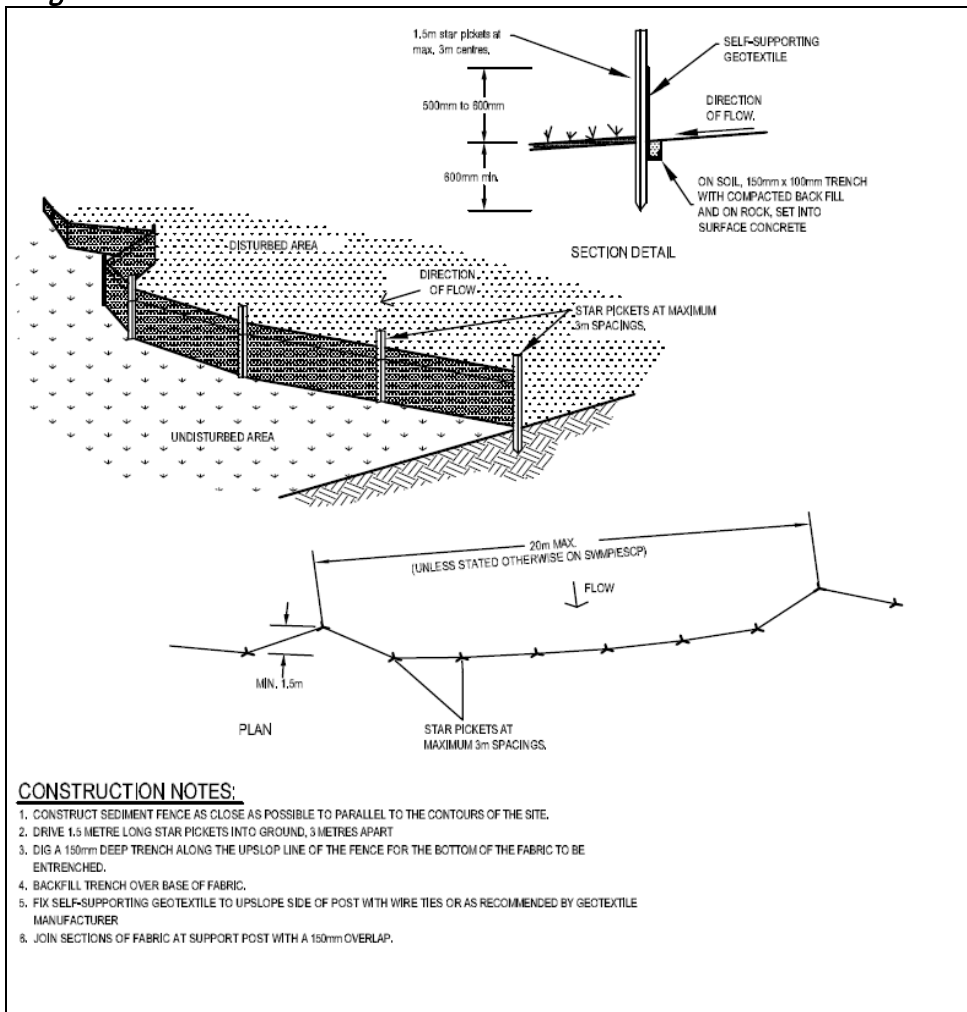 1.5m star pickets at
max. 3m centres.
SELF-SUPPORTING
GEOTEXTILE
500mm to 600mm
DIRECTION
OF FLOW.
600mm min.
ON SOIL, 150mm x 100mm TRENCH
WITH COMPACTED BACK FILL
AND ON ROCK, SET INTO
SURFACE CONCRETE
SECTION DETAIL
DISTURBED AREA
DIRECTION
OF FLOW
STAR PICKETS AT MAXIMUM
3m SPACINGS.
UNDISTURBED AREA
20m MAX.
(UNLESS STATED OTHERWISE ON SWMP/ESCP)
FLOW
MIN. 1.5m
PLAN
STAR PICKETS AT
MAXIMUM 3m SPACINGS.
CONSTRUCTION NOTES:
1. CONSTRUCT SEDIMENT FENCE AS CLOSE AS POSSIBLE TO PARALLEL TO THE CONTOURS OF THE SITE.
2. DRIVE 1.5 METRE LONG STAR PICKETS INTO GROUND, 3 METRES APART
3. DIG A 150mm DEEP TRENCH ALONG THE UPSLOP LINE OF THE FENCE FOR THE BOTTOM OF THE FABRIC TO BE
ENTRENCHED.
4. BACKFILL TRENCH OVER BASE OF FABRIC.
5. FIX SELF-SUPPORTING GEOTEXTILE TO UPSLOPE SIDE OF POST WITH WIRE TIES OR AS RECOMMENDED BY GEOTEXTILE
MANUFACTURER
6. JOIN SECTIONS OF FABRIC AT SUPPORT POST WITH A 150mm OVERLAP.